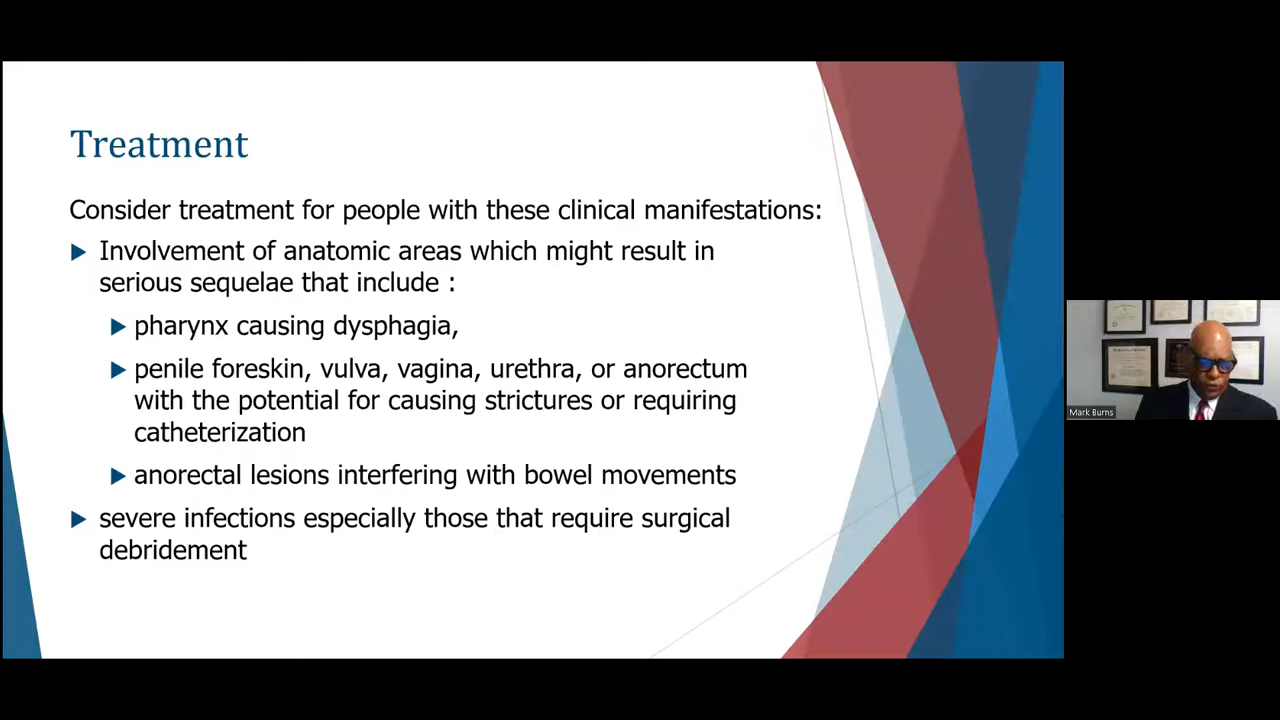 Treatment
Consider treatment for people with these clinical manifestations:
Involvement of anatomic areas which might result in
serious sequelae that include :
pharynx causing dysphagia,
penile foreskin, vulva, vagina, urethra, or anorectum
with the potential for causing strictures or requiring
catheterization
anorectal lesions interfering with bowel movements
severe infections especially those that require surgical
debridement
Mark Burns